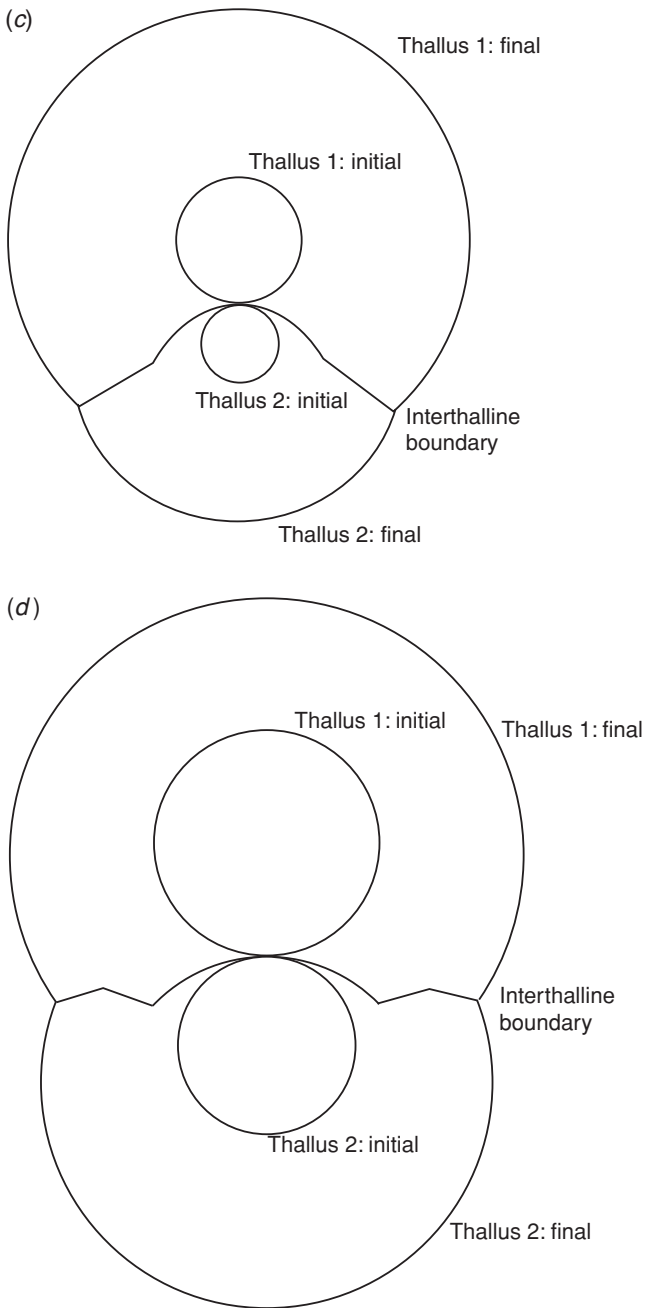 (c)
Thallus 1: final
Thallus 1: initial
Thallus 2: initial
Interthalline
boundary
Thallus 2: final
(d)
Thallus 1: initial
Thallus 1: final
Interthalline
boundary
Thallus 2: initial
Thallus 2: final